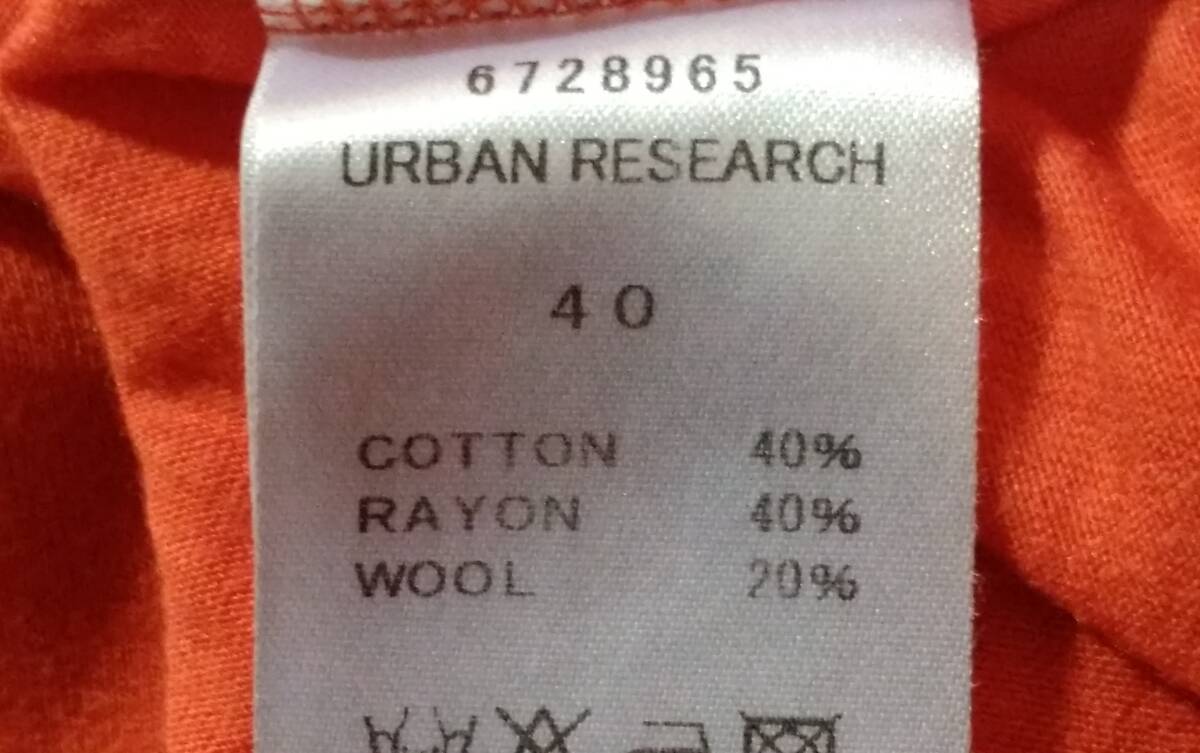 6728965
URBAN RESEARCH
40
COTTON 40%
RAYON 40%
WOOL 20%